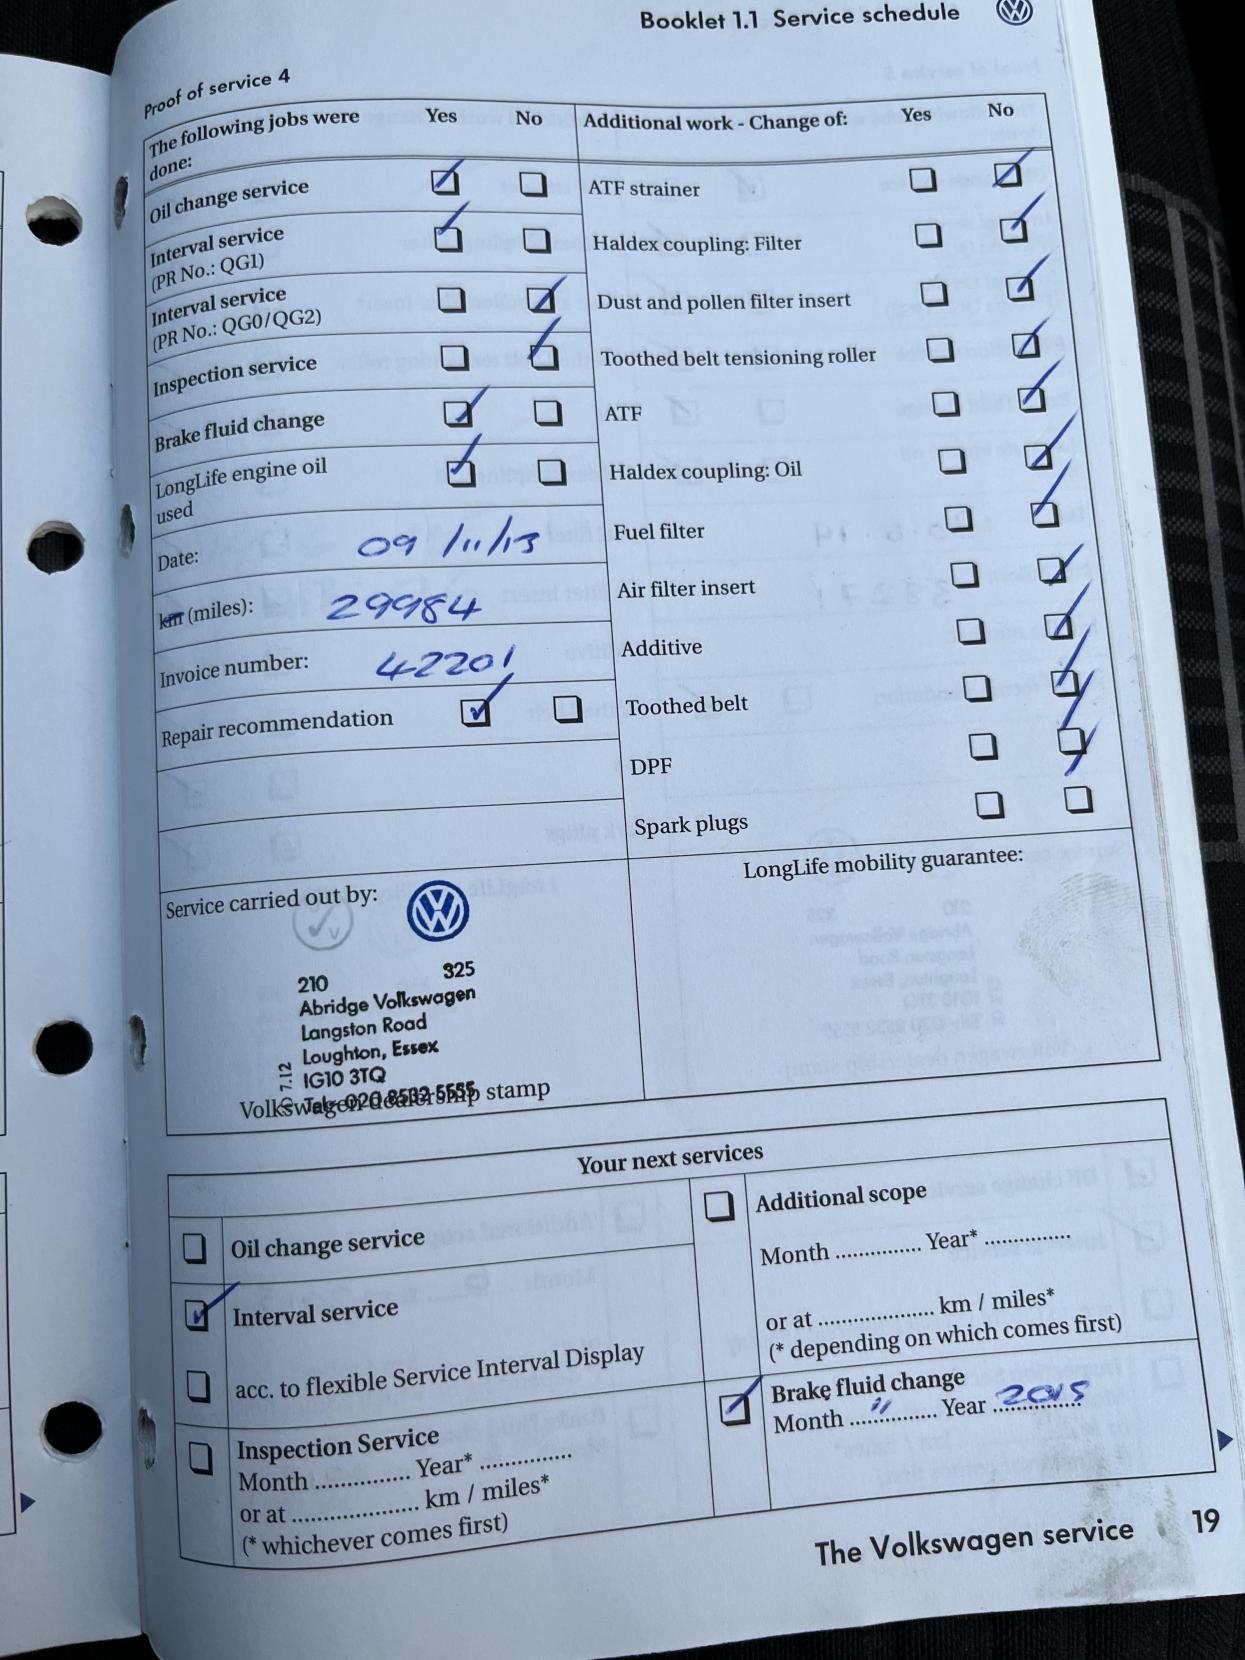 Booklet 1.1 Service schedule
Proof of service 4
The following jobs were done: Yes No
Oil change service
Interval service
(PR No.: QG1)
Interval service
(PR No.: QG0/QG2)
Inspection service
Brake fluid change
LongLife engine oil
used
Date: 09/11/13
km (miles): 29984
Invoice number: 42201
Repair recommendation
Additional work - Change of: Yes No
ATF strainer
Haldex coupling: Filter
Dust and pollen filter insert
Toothed belt tensioning roller
ATF
Haldex coupling: Oil
Fuel filter
Air filter insert
Additive
Toothed belt
DPF
Spark plugs
Service carried out by:
210 325
Abridge Volkswagen
Langston Road
Loughton, Essex
IG10 3TQ
Tel: 020 8532 5555
7.12
Volkswagen dealership stamp
LongLife mobility guarantee:
Your next services
Oil change service
Interval service
acc. to flexible Service Interval Display
Inspection Service
Month .............. Year* ..............
or at ................... km / miles*
(* whichever comes first)
Additional scope
Month .............. Year* ..............
or at ................... km / miles*
(* depending on which comes first)
Brake fluid change
Month 11 Year 2015
The Volkswagen service 19